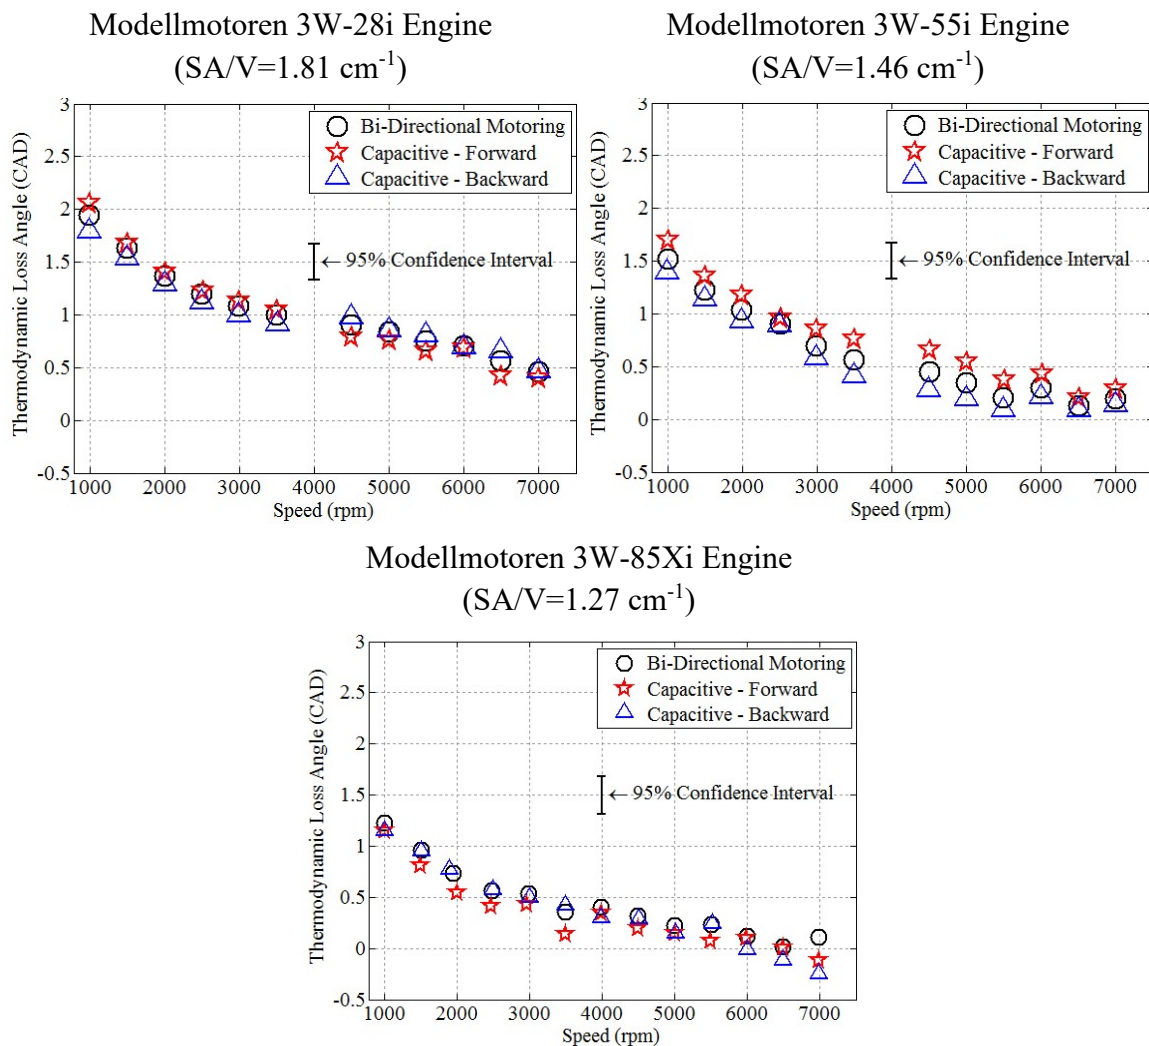 Modellmotoren 3W-28i Engine
(SA/V=1.81 cm⁻¹)
3
2.5
2
1.5
1
0.5
0
-0.5
Thermodynamic Loss Angle (CAD)
Bi-Directional Motoring
Capacitive - Forward
Capacitive - Backward
← 95% Confidence Interval
1000 2000 3000 4000 5000 6000 7000
Speed (rpm)
Modellmotoren 3W-55i Engine
(SA/V=1.46 cm⁻¹)
3
2.5
2
1.5
1
0.5
0
-0.5
Thermodynamic Loss Angle (CAD)
Bi-Directional Motoring
Capacitive - Forward
Capacitive - Backward
← 95% Confidence Interval
1000 2000 3000 4000 5000 6000 7000
Speed (rpm)
Modellmotoren 3W-85Xi Engine
(SA/V=1.27 cm⁻¹)
3
2.5
2
1.5
1
0.5
0
-0.5
Thermodynamic Loss Angle (CAD)
Bi-Directional Motoring
Capacitive - Forward
Capacitive - Backward
← 95% Confidence Interval
1000 2000 3000 4000 5000 6000 7000
Speed (rpm)